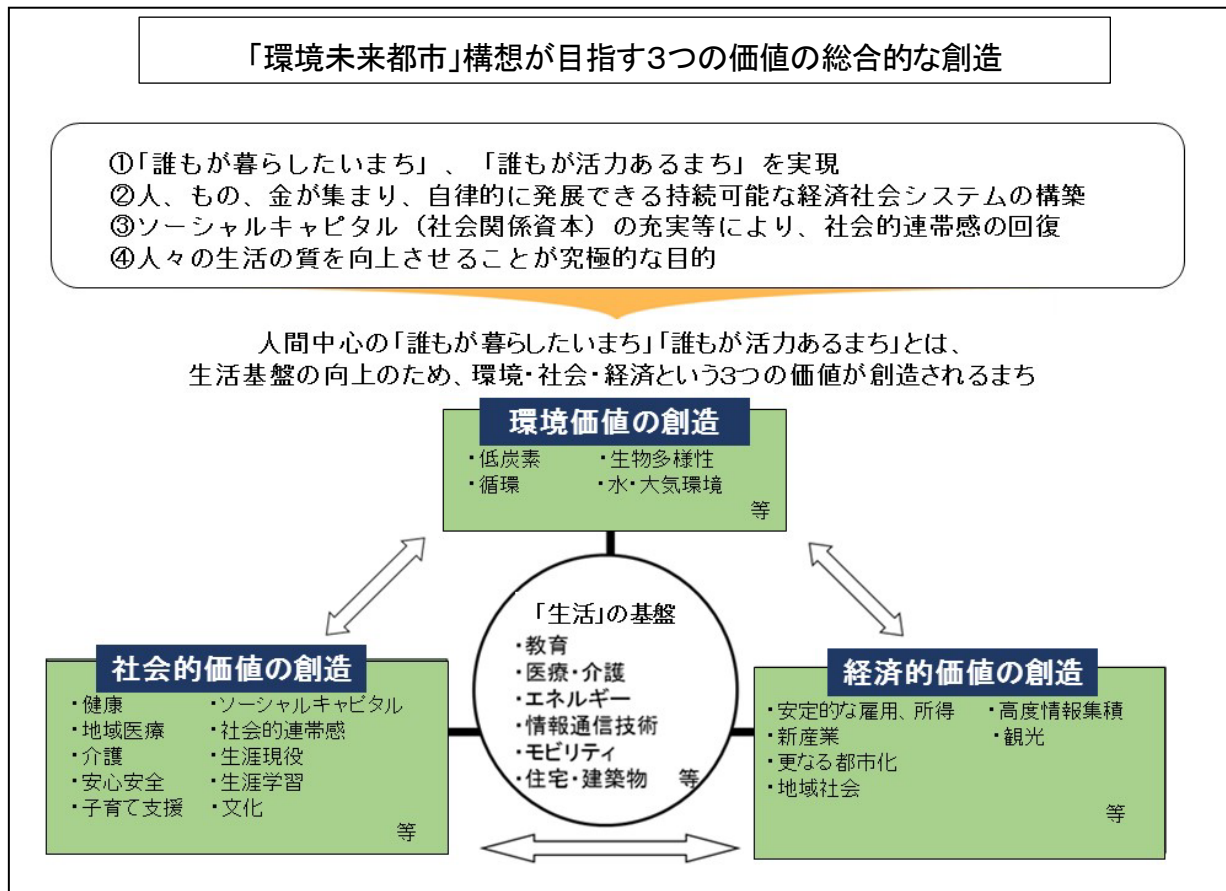 「環境未来都市」構想が目指す3つの価値の総合的な創造
①「誰もが暮らしたいまち」、「誰もが活力あるまち」を実現
②人、もの、金が集まり、自律的に発展できる持続可能な経済社会システムの構築
③ソーシャルキャピタル（社会関係資本）の充実等により、社会的連帯感の回復
④人々の生活の質を向上させることが究極的な目的
人間中心の「誰もが暮らしたいまち」「誰もが活力あるまち」とは、
生活基盤の向上のため、環境・社会・経済という3つの価値が創造されるまち
環境価値の創造
・低炭素 ・生物多様性
・循環 ・水・大気環境
等
「生活」の基盤
・教育
・医療・介護
・エネルギー
・情報通信技術
・モビリティ
・住宅・建築物 等
社会的価値の創造
・健康 ・ソーシャルキャピタル
・地域医療 ・社会的連帯感
・介護 ・生涯現役
・安心安全 ・生涯学習
・子育て支援 ・文化
等
経済的価値の創造
・安定的な雇用、所得 ・高度情報集積
・新産業 ・観光
・更なる都市化
・地域社会
等